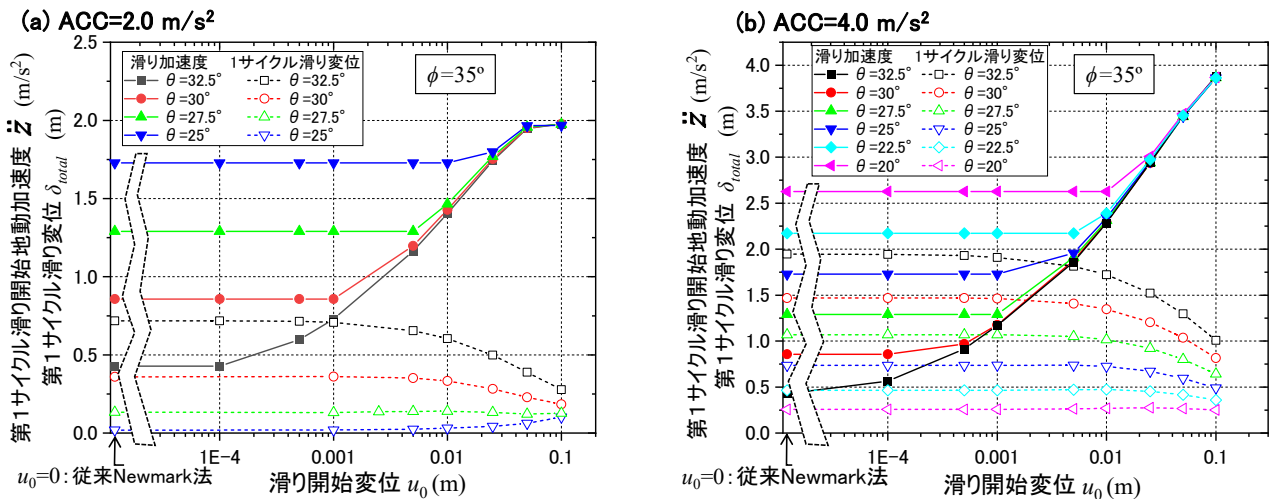 (a) ACC=2.0 m/s²
第1サイクル滑り開始地動加速度 z̈ (m/s²)
第1サイクル滑り変位 δtotal (m)
2.5
2.0
1.5
1.0
0.5
0.0
滑り加速度 1サイクル滑り変位
θ=32.5° θ=32.5°
θ=30° θ=30°
θ=27.5° θ=27.5°
θ=25° θ=25°
ϕ=35º
1E-4 0.001 0.01 0.1
u₀=0:従来Newmark法
滑り開始変位 u₀ (m)
(b) ACC=4.0 m/s²
第1サイクル滑り開始地動加速度 z̈ (m/s²)
第1サイクル滑り変位 δtotal (m)
4.0
3.5
3.0
2.5
2.0
1.5
1.0
0.5
0.0
滑り加速度 1サイクル滑り変位
θ=32.5° θ=32.5°
θ=30° θ=30°
θ=27.5° θ=27.5°
θ=25° θ=25°
θ=22.5° θ=22.5°
θ=20° θ=20°
ϕ=35º
1E-4 0.001 0.01 0.1
u₀=0:従来Newmark法
滑り開始変位 u₀ (m)